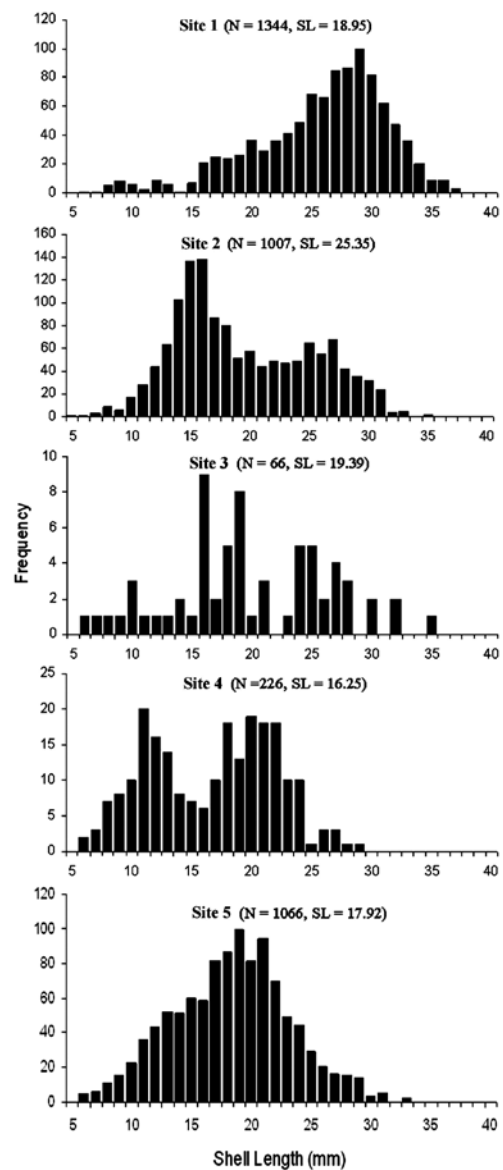 Site 1 (N = 1344, SL = 18.95)
120
100
80
60
40
20
0
5 10 15 20 25 30 35 40
Site 2 (N = 1007, SL = 25.35)
160
140
120
100
80
60
40
20
0
5 10 15 20 25 30 35 40
Site 3 (N = 66, SL = 19.39)
10
8
6
4
2
0
5 10 15 20 25 30 35 40
Frequency
Site 4 (N =226, SL = 16.25)
25
20
15
10
5
0
5 10 15 20 25 30 35 40
Site 5 (N = 1066, SL = 17.92)
120
100
80
60
40
20
0
5 10 15 20 25 30 35 40
Shell Length (mm)